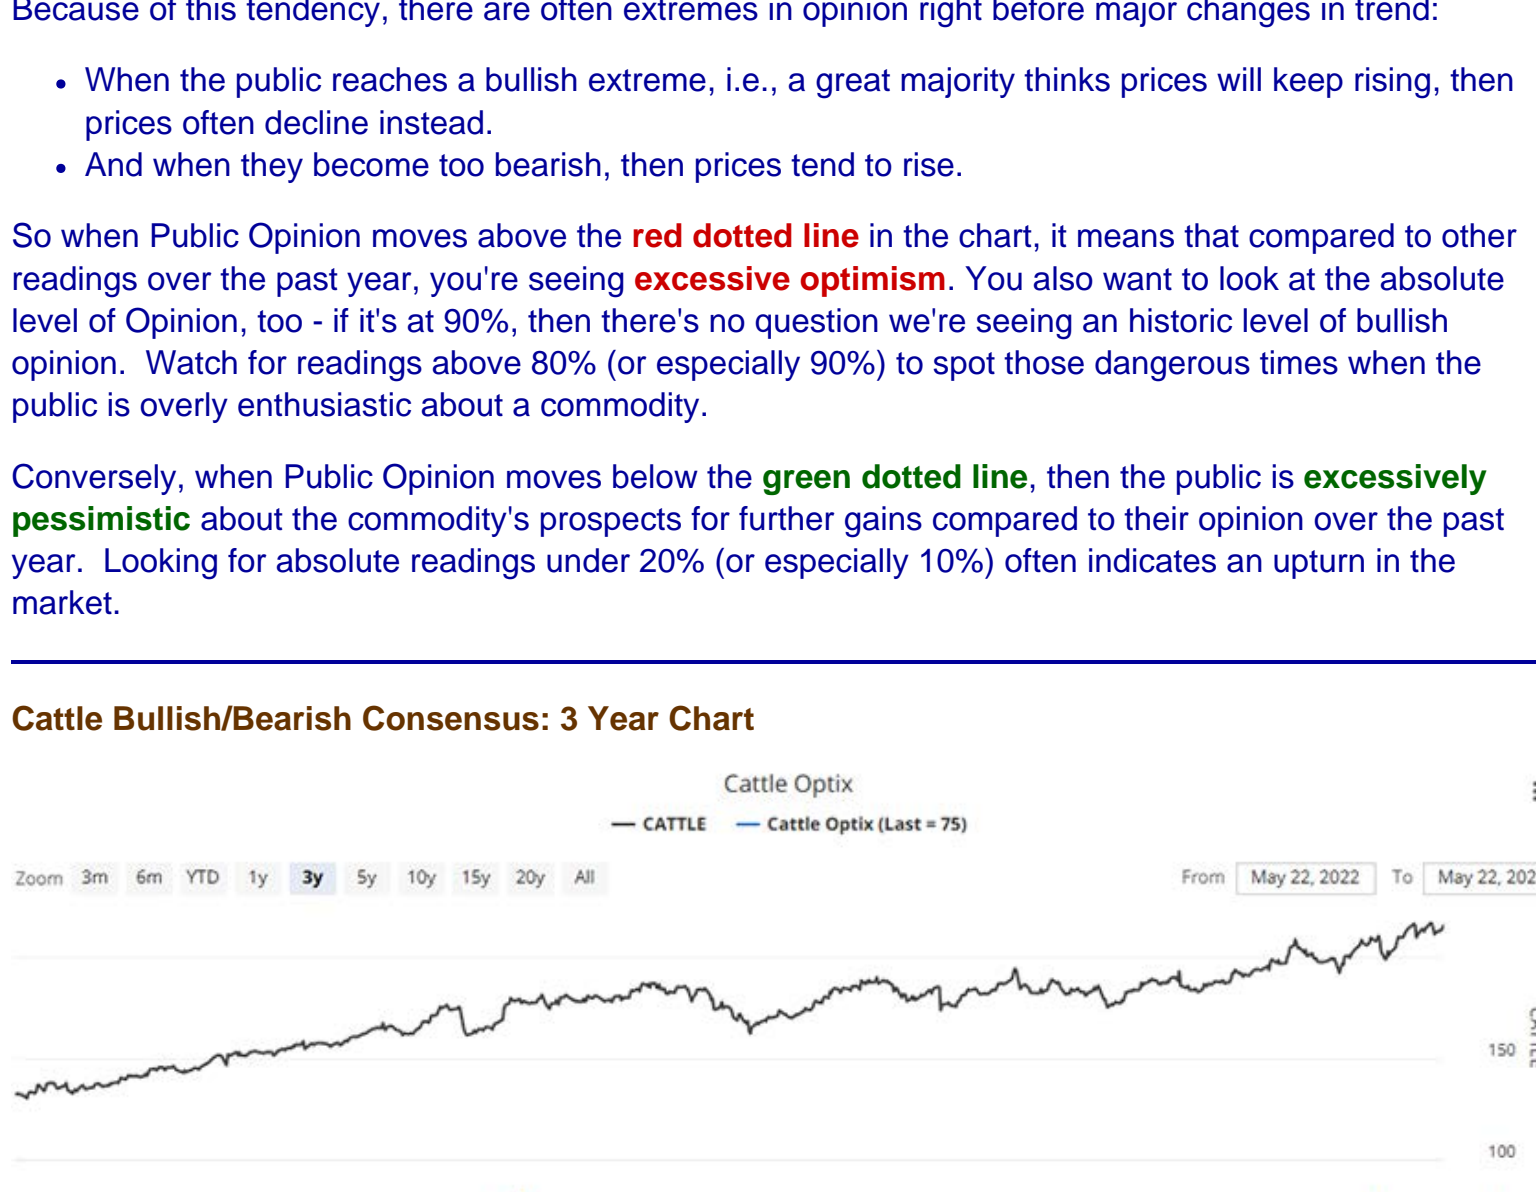 Because of this tendency, there are often extremes in opinion right before major changes in trend:
• When the public reaches a bullish extreme, i.e., a great majority thinks prices will keep rising, then
prices often decline instead.
• And when they become too bearish, then prices tend to rise.
So when Public Opinion moves above the red dotted line in the chart, it means that compared to other
readings over the past year, you're seeing excessive optimism. You also want to look at the absolute
level of Opinion, too - if it's at 90%, then there's no question we're seeing an historic level of bullish
opinion.  Watch for readings above 80% (or especially 90%) to spot those dangerous times when the
public is overly enthusiastic about a commodity.
Conversely, when Public Opinion moves below the green dotted line, then the public is excessively
pessimistic about the commodity's prospects for further gains compared to their opinion over the past
year.  Looking for absolute readings under 20% (or especially 10%) often indicates an upturn in the
market.
Cattle Bullish/Bearish Consensus: 3 Year Chart
Cattle Optix
CATTLE Cattle Optix (Last = 75)
Zoom 3m 6m YTD 1y 3y 5y 10y 15y 20y All From May 22, 2022 To May 22, 202
150
100